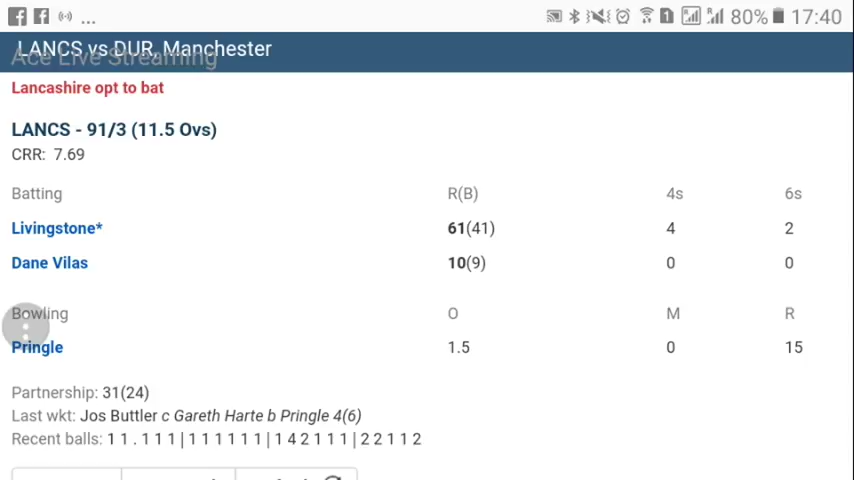 80% 17:40
LANCS vs DUR, Manchester
Ace Live Streaming
Lancashire opt to bat
LANCS - 91/3 (11.5 Ovs)
CRR: 7.69
Batting R(B) 4s 6s
Livingstone* 61(41) 4 2
Dane Vilas 10(9) 0 0
Bowling O M R
Pringle 1.5 0 15
Partnership: 31(24)
Last wkt: Jos Buttler c Gareth Harte b Pringle 4(6)
Recent balls: 1 1 . 1 1 1 | 1 1 1 1 1 1 | 1 4 2 1 1 1 | 2 2 1 1 2